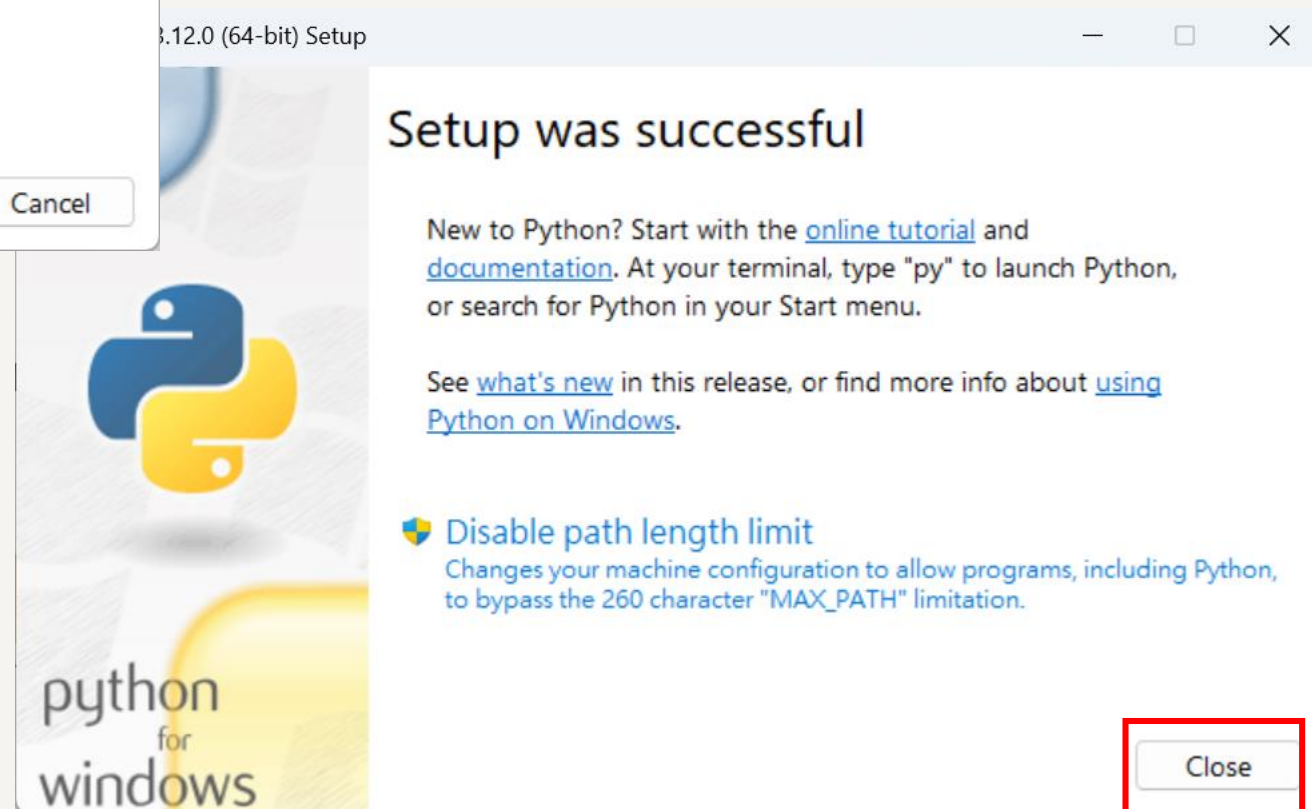 3.12.0 (64-bit) Setup
Cancel
Setup was successful
New to Python? Start with the online tutorial and
documentation. At your terminal, type "py" to launch Python,
or search for Python in your Start menu.
See what's new in this release, or find more info about using
Python on Windows.
Disable path length limit
Changes your machine configuration to allow programs, including Python,
to bypass the 260 character "MAX_PATH" limitation.
python
for
windows
Close